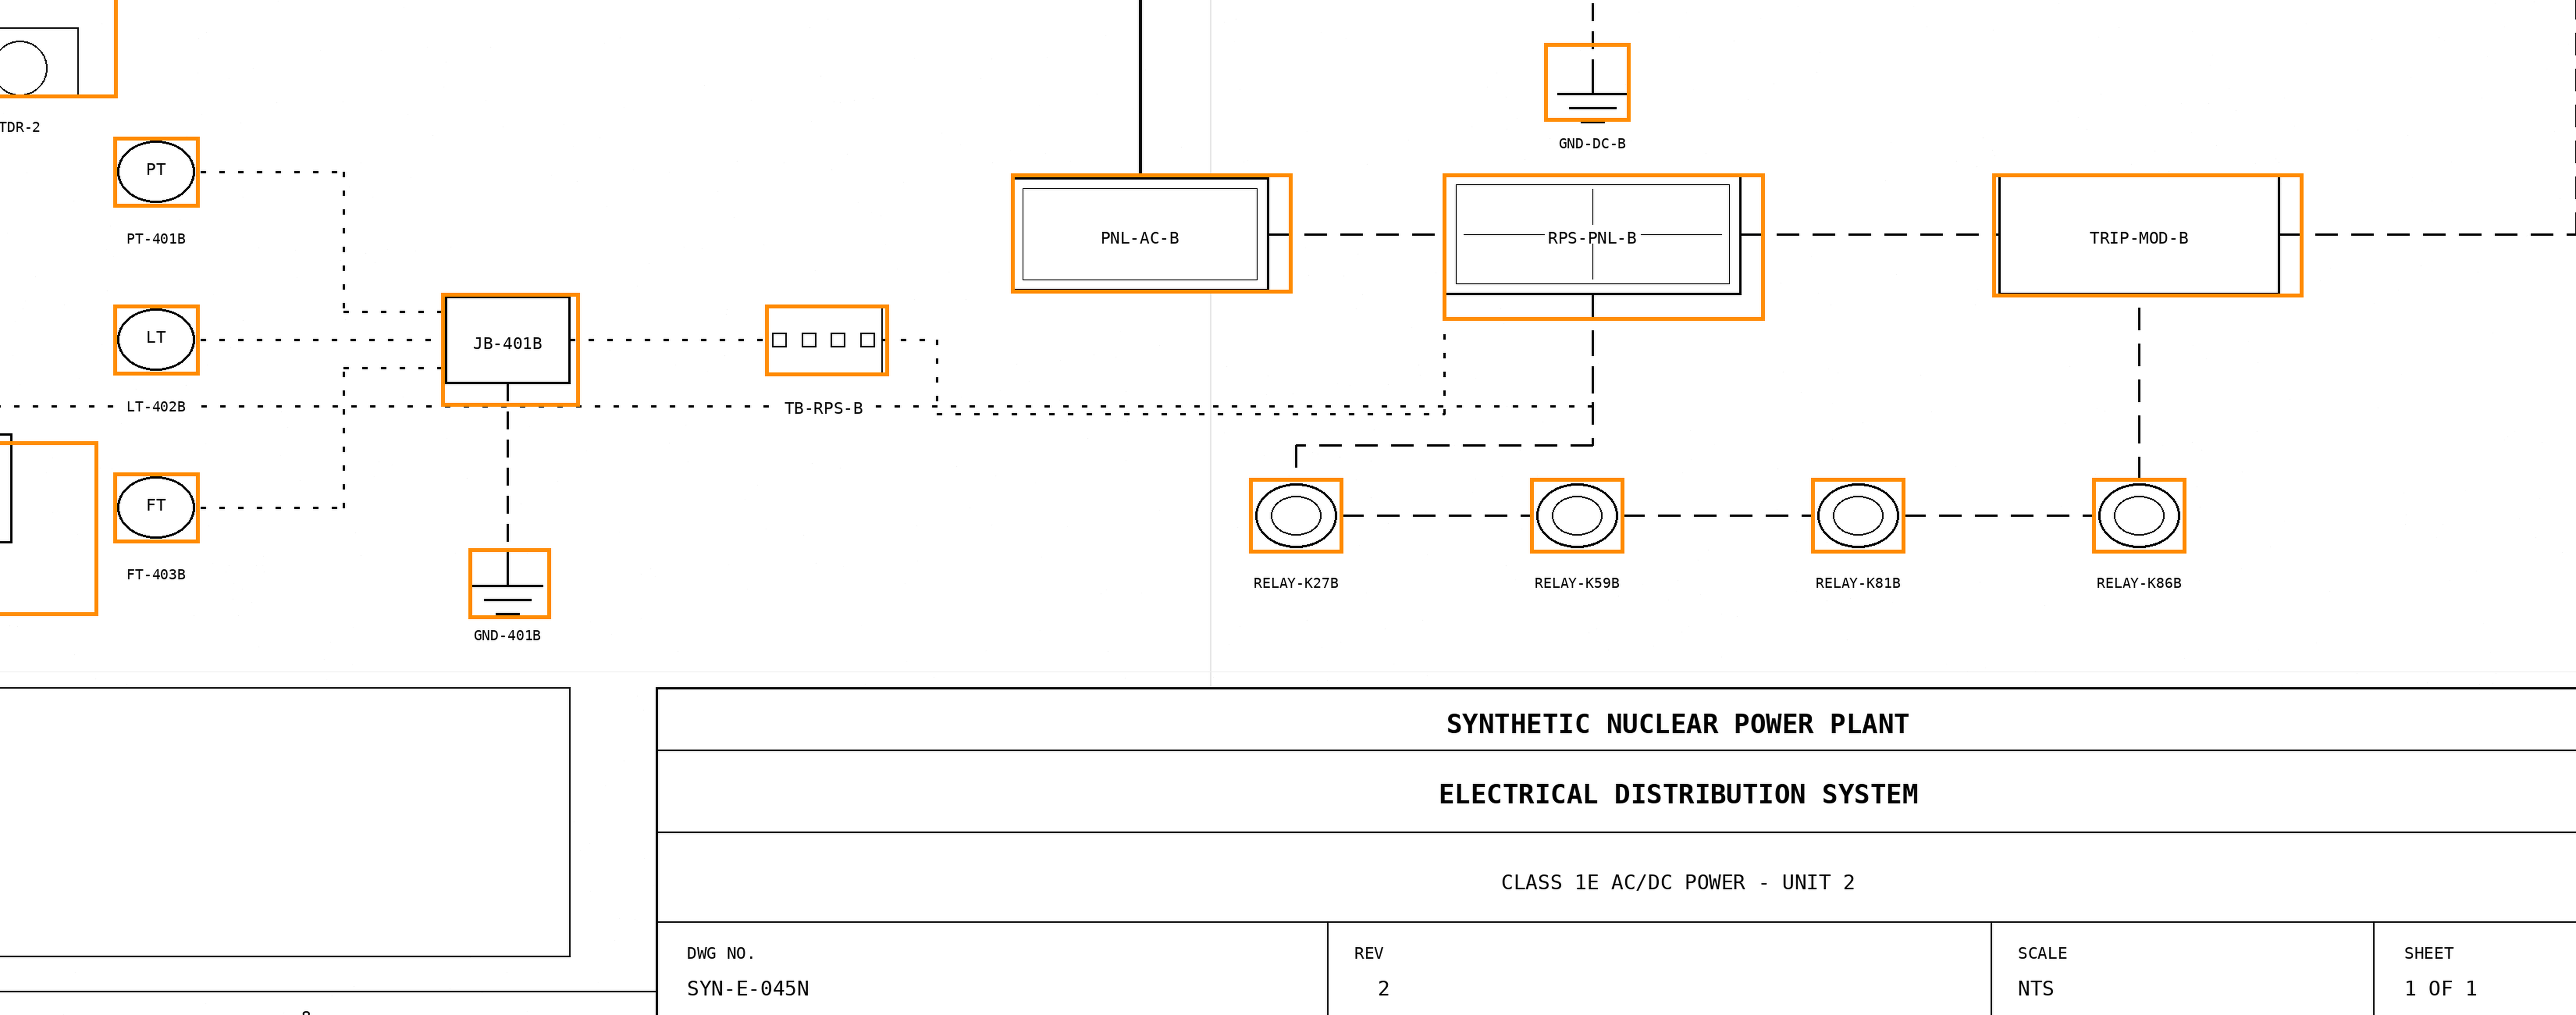 TDR-2
GND-DC-B
PT
PT-401B
PNL-AC-B
RPS-PNL-B
TRIP-MOD-B
LT
JB-401B
LT-402B
TB-RPS-B
FT
FT-403B
RELAY-K27B
RELAY-K59B
RELAY-K81B
RELAY-K86B
GND-401B
SYNTHETIC NUCLEAR POWER PLANT
ELECTRICAL DISTRIBUTION SYSTEM
CLASS 1E AC/DC POWER - UNIT 2
DWG NO.
SYN-E-045N
REV
2
SCALE
NTS
SHEET
1 OF 1